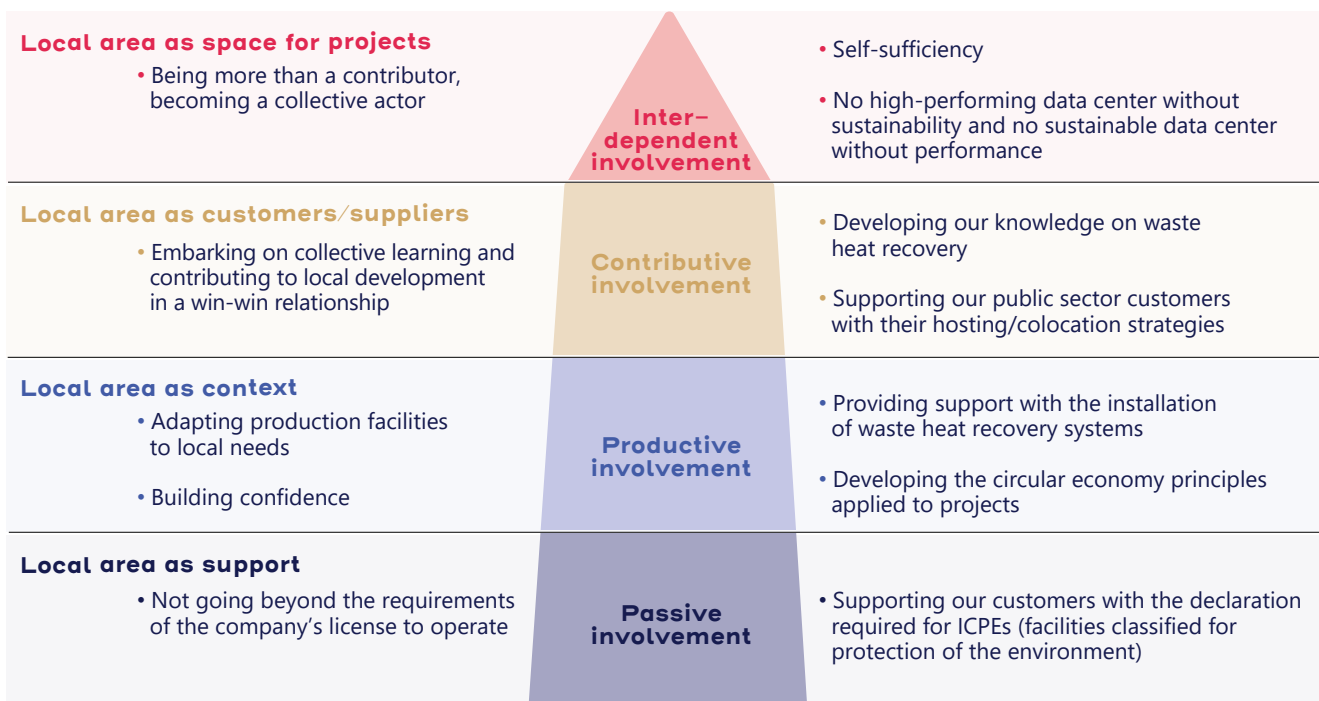 Local area as space for projects
• Being more than a contributor,
becoming a collective actor
Inter–
dependent
involvement
• Self-sufficiency
• No high-performing data center without
sustainability and no sustainable data center
without performance
Local area as customers/suppliers
• Embarking on collective learning and
contributing to local development
in a win-win relationship
Contributive
involvement
• Developing our knowledge on waste
heat recovery
• Supporting our public sector customers
with their hosting/colocation strategies
Local area as context
• Adapting production facilities
to local needs
• Building confidence
Productive
involvement
• Providing support with the installation
of waste heat recovery systems
• Developing the circular economy principles
applied to projects
Local area as support
• Not going beyond the requirements
of the company’s license to operate
Passive
involvement
• Supporting our customers with the declaration
required for ICPEs (facilities classified for
protection of the environment)